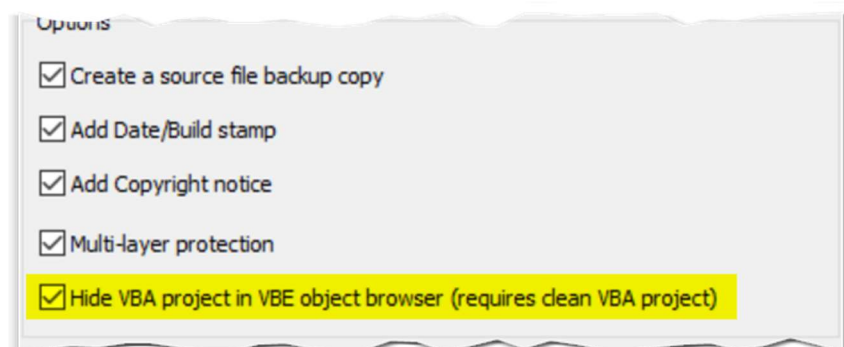 Options
Create a source file backup copy
Add Date/Build stamp
Add Copyright notice
Multi-layer protection
Hide VBA project in VBE object browser (requires clean VBA project)